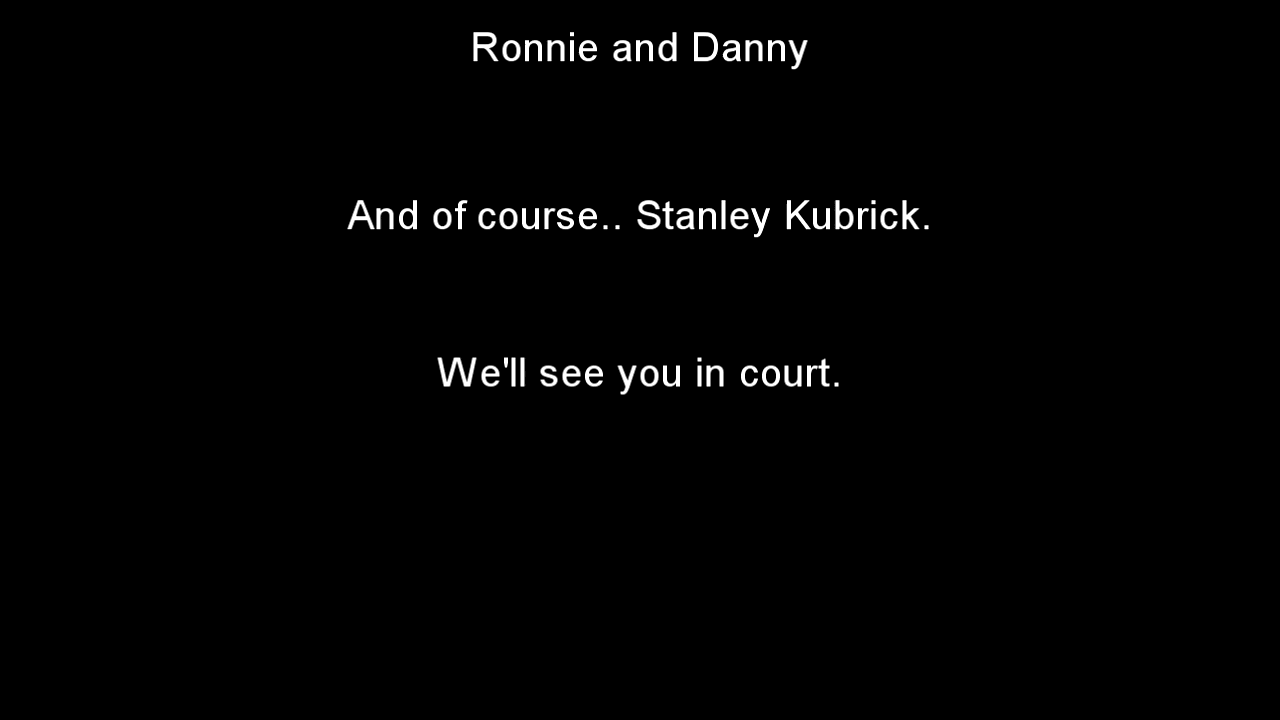 Ronnie and Danny
And of course.. Stanley Kubrick.
We'll see you in court.